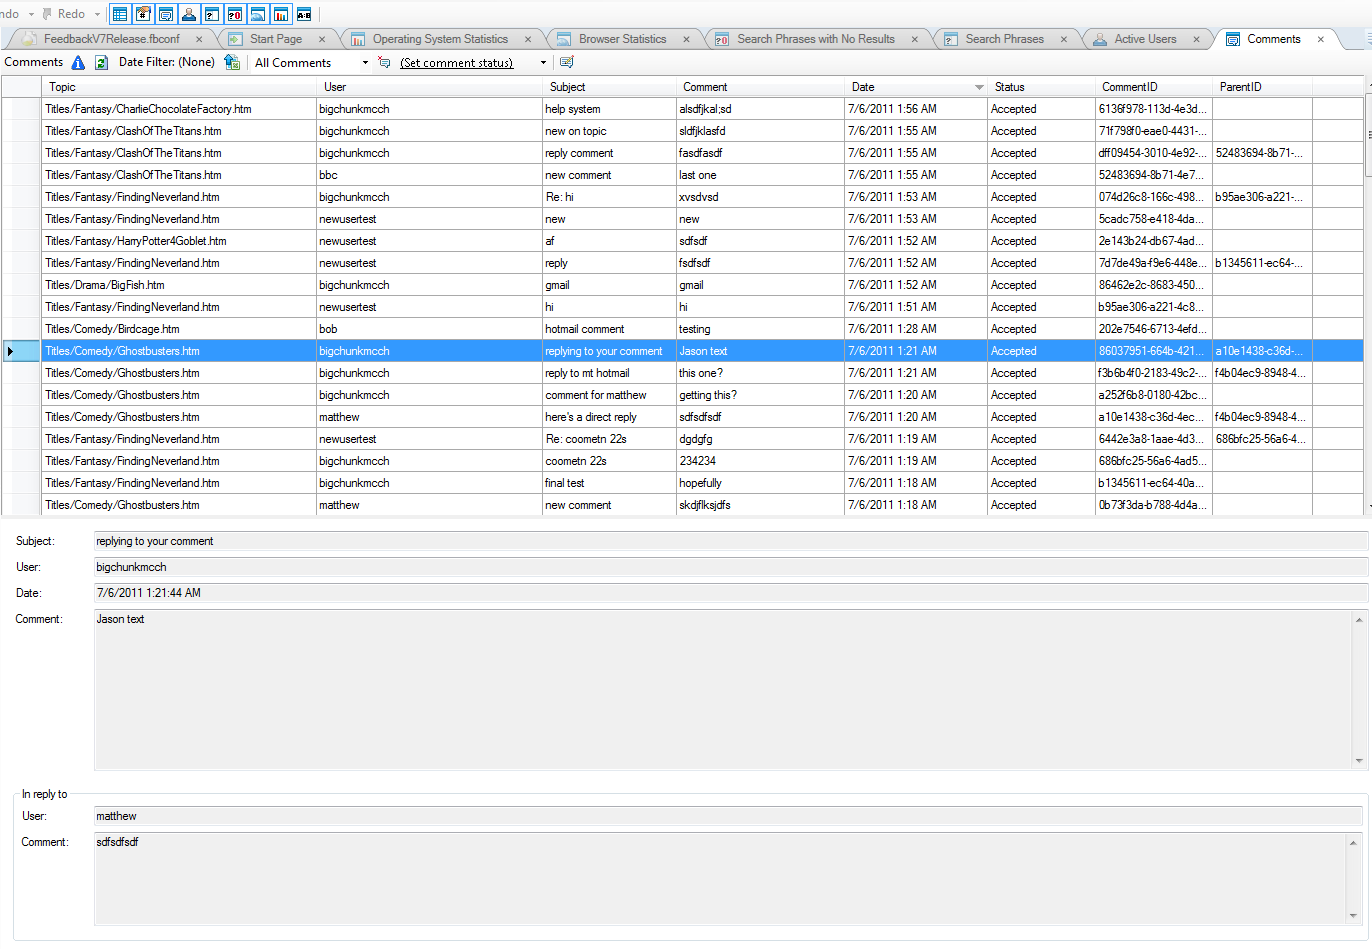 ndo Redo
FeedbackV7Release.fbconf Start Page Operating System Statistics Browser Statistics Search Phrases with No Results Search Phrases Active Users Comments
Comments Date Filter: (None) All Comments (Set comment status)
Topic User Subject Comment Date Status CommentID ParentID
Titles/Fantasy/CharlieChocolateFactory.htm bigchunkmcch help system alsdfjkal;sd 7/6/2011 1:56 AM Accepted 6136f978-113d-4e3d...
Titles/Fantasy/ClashOfTheTitans.htm bigchunkmcch new on topic sldfjklasfd 7/6/2011 1:55 AM Accepted 71f798f0-eae0-4431-...
Titles/Fantasy/ClashOfTheTitans.htm bigchunkmcch reply comment fasdfasdf 7/6/2011 1:55 AM Accepted dff09454-3010-4e92-... 52483694-8b71-...
Titles/Fantasy/ClashOfTheTitans.htm bbc new comment last one 7/6/2011 1:55 AM Accepted 52483694-8b71-4e7...
Titles/Fantasy/FindingNeverland.htm bigchunkmcch Re: hi xvsdvsd 7/6/2011 1:53 AM Accepted 074d26c8-166c-498... b95ae306-a221-...
Titles/Fantasy/FindingNeverland.htm newusertest new new 7/6/2011 1:53 AM Accepted 5cadc758-e418-4da...
Titles/Fantasy/HarryPotter4Goblet.htm newusertest af sdfsdf 7/6/2011 1:52 AM Accepted 2e143b24-db67-4ad...
Titles/Fantasy/FindingNeverland.htm newusertest reply fsdfsdf 7/6/2011 1:52 AM Accepted 7d7de49a-f9e6-448e... b1345611-ec64-...
Titles/Drama/BigFish.htm bigchunkmcch gmail gmail 7/6/2011 1:52 AM Accepted 86462e2c-8683-450...
Titles/Fantasy/FindingNeverland.htm newusertest hi hi 7/6/2011 1:51 AM Accepted b95ae306-a221-4c8...
Titles/Comedy/Birdcage.htm bob hotmail comment testing 7/6/2011 1:28 AM Accepted 202e7546-6713-4efd...
Titles/Comedy/Ghostbusters.htm bigchunkmcch replying to your comment Jason text 7/6/2011 1:21 AM Accepted 86037951-664b-421... a10e1438-c36d-...
Titles/Comedy/Ghostbusters.htm bigchunkmcch reply to mt hotmail this one? 7/6/2011 1:21 AM Accepted f3b6b4f0-2183-49c2-... f4b04ec9-8948-4...
Titles/Comedy/Ghostbusters.htm bigchunkmcch comment for matthew getting this? 7/6/2011 1:20 AM Accepted a252f6b8-0180-42bc...
Titles/Comedy/Ghostbusters.htm matthew here's a direct reply sdfsdfsdf 7/6/2011 1:20 AM Accepted a10e1438-c36d-4ec... f4b04ec9-8948-4...
Titles/Fantasy/FindingNeverland.htm newusertest Re: coometn 22s dgdgfg 7/6/2011 1:19 AM Accepted 6442e3a8-1aae-4d3... 686bfc25-56a6-4...
Titles/Fantasy/FindingNeverland.htm bigchunkmcch coometn 22s 234234 7/6/2011 1:19 AM Accepted 686bfc25-56a6-4ad5...
Titles/Fantasy/FindingNeverland.htm bigchunkmcch final test hopefully 7/6/2011 1:18 AM Accepted b1345611-ec64-40a...
Titles/Comedy/Ghostbusters.htm matthew new comment skdjflksjdfs 7/6/2011 1:18 AM Accepted 0b73f3da-b788-4d4a...
Subject: replying to your comment
User: bigchunkmcch
Date: 7/6/2011 1:21:44 AM
Comment: Jason text
In reply to
User: matthew
Comment: sdfsdfsdf